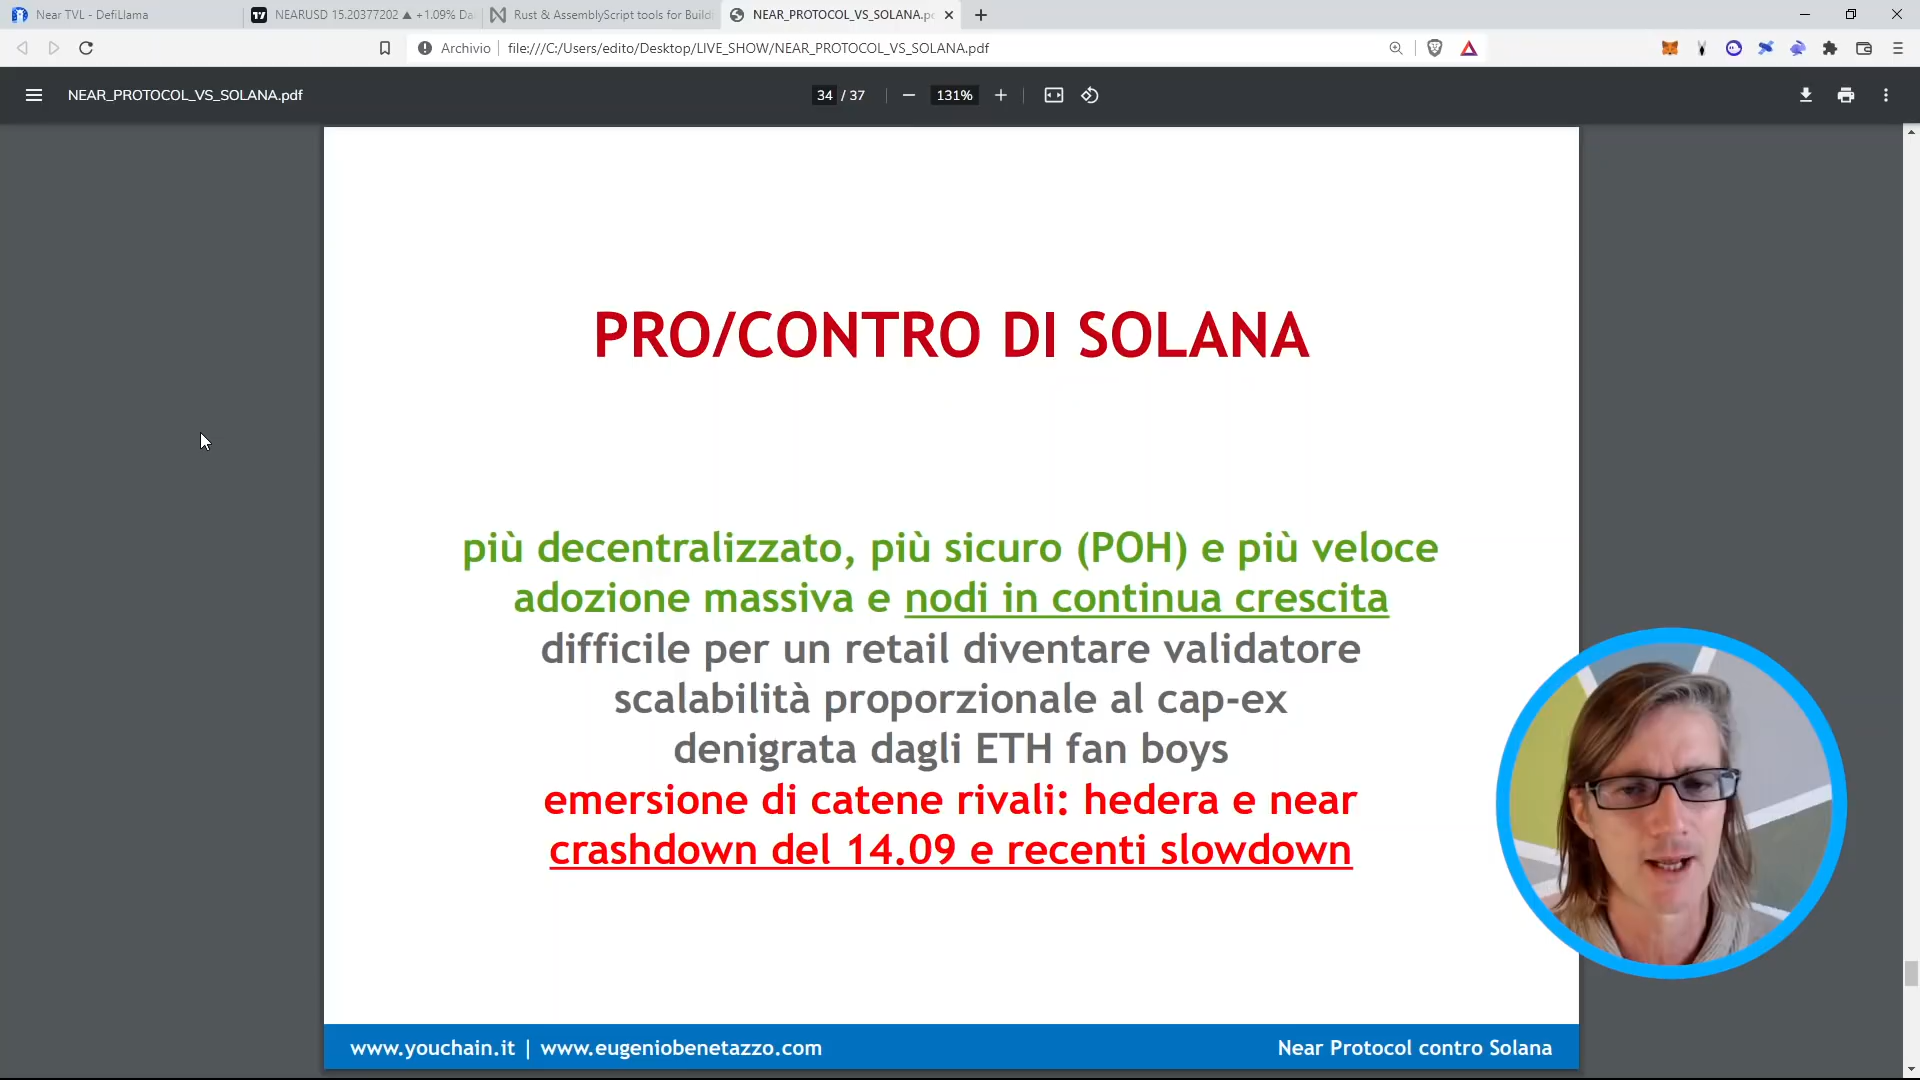 Near TVL - DefiLlama
NEARUSD 15.20377202 ▲ +1.09% Da
Rust & AssemblyScript tools for Buildi
NEAR_PROTOCOL_VS_SOLANA.p
Archivio
file:///C:/Users/edito/Desktop/LIVE_SHOW/NEAR_PROTOCOL_VS_SOLANA.pdf
NEAR_PROTOCOL_VS_SOLANA.pdf
34 / 37
131%
PRO/CONTRO DI SOLANA
più decentralizzato, più sicuro (POH) e più veloce
adozione massiva e nodi in continua crescita
difficile per un retail diventare validatore
scalabilità proporzionale al cap-ex
denigrata dagli ETH fan boys
emersione di catene rivali: hedera e near
crashdown del 14.09 e recenti slowdown
www.youchain.it | www.eugeniobenetazzo.com
Near Protocol contro Solana